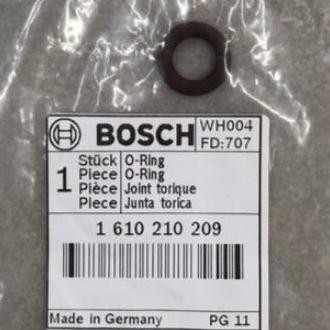 BOSCH WH004
FD:707
1 Stück O-Ring
Piece O-Ring
Pièce Joint torique
Piece Junta torica
1 610 210 209
Made in Germany PG 11